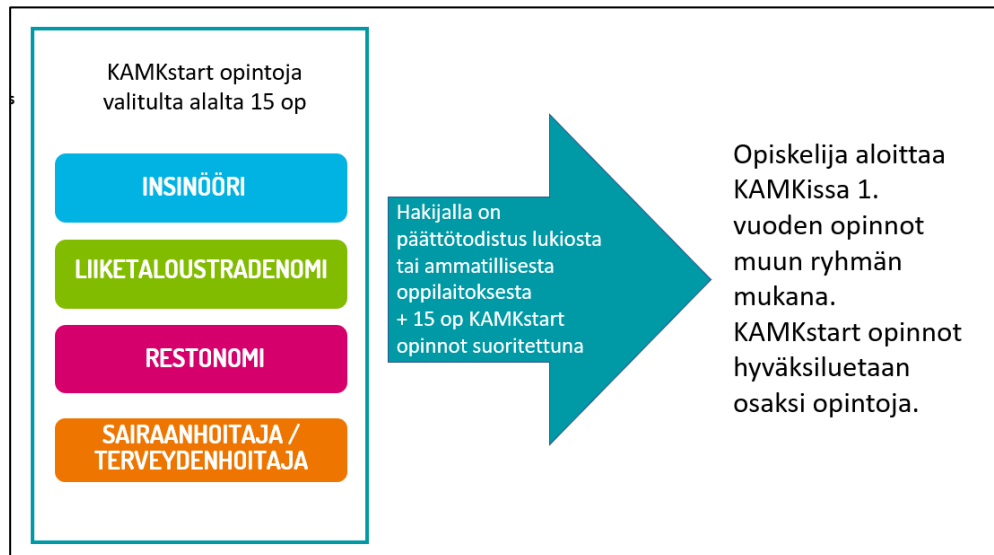 KAMKstart opintoja
valitulta alalta 15 op
s
INSINÖÖRI
LIIKETALOUSTRADENOMI
RESTONOMI
SAIRAANHOITAJA /
TERVEYDENHOITAJA
Hakijalla on
päättötodistus lukiosta
tai ammatillisesta
oppilaitoksesta
+ 15 op KAMKstart
opinnot suoritettuna
Opiskelija aloittaa
KAMKissa 1.
vuoden opinnot
muun ryhmän
mukana.
KAMKstart opinnot
hyväksiluetaan
osaksi opintoja.